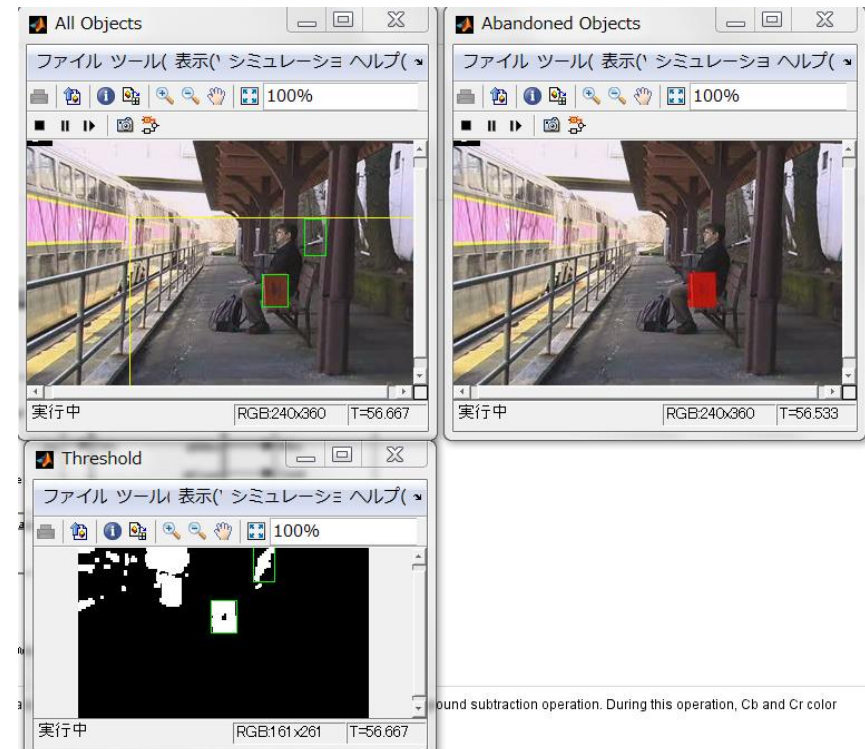 All Objects
ファイル ツール( 表示(' シミュレーショ ヘルプ(
100%
実行中 RGB:240x360 T=56.667
Abandoned Objects
ファイル ツール( 表示(' シミュレーショ ヘルプ(
100%
実行中 RGB:240x360 T=56.533
Threshold
ファイル ツール( 表示(' シミュレーショ ヘルプ(
100%
実行中 RGB:161x261 T=56.667
ound subtraction operation. During this operation, Cb and Cr color